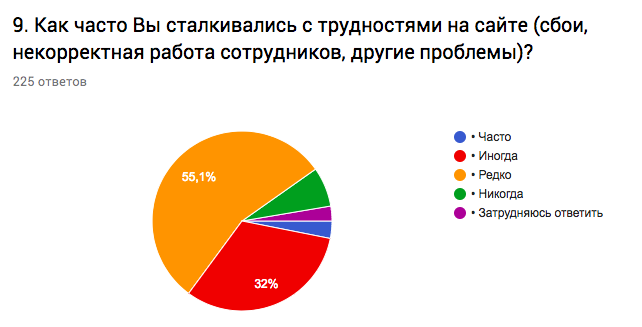 9. Как часто Вы сталкивались с трудностями на сайте (сбои,
некорректная работа сотрудников, другие проблемы)?
225 ответов
• Часто
• Иногда
• Редко
• Никогда
• Затрудняюсь ответить
55,1%
32%